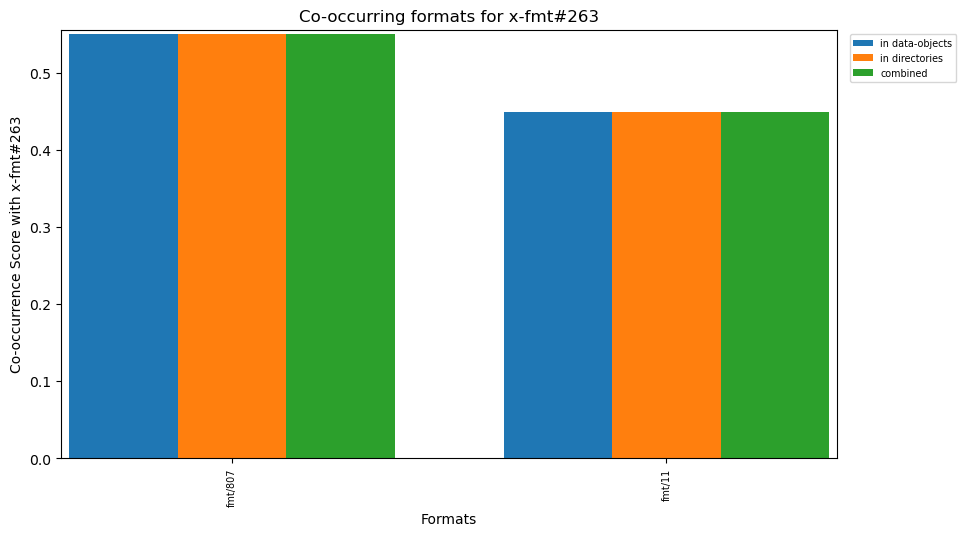 Co-occurring formats for x-fmt#263
in data-objects
in directories
combined
Co-occurrence Score with x-fmt#263
0.5
0.4
0.3
0.2
0.1
0.0
fmt/807
fmt/11
Formats